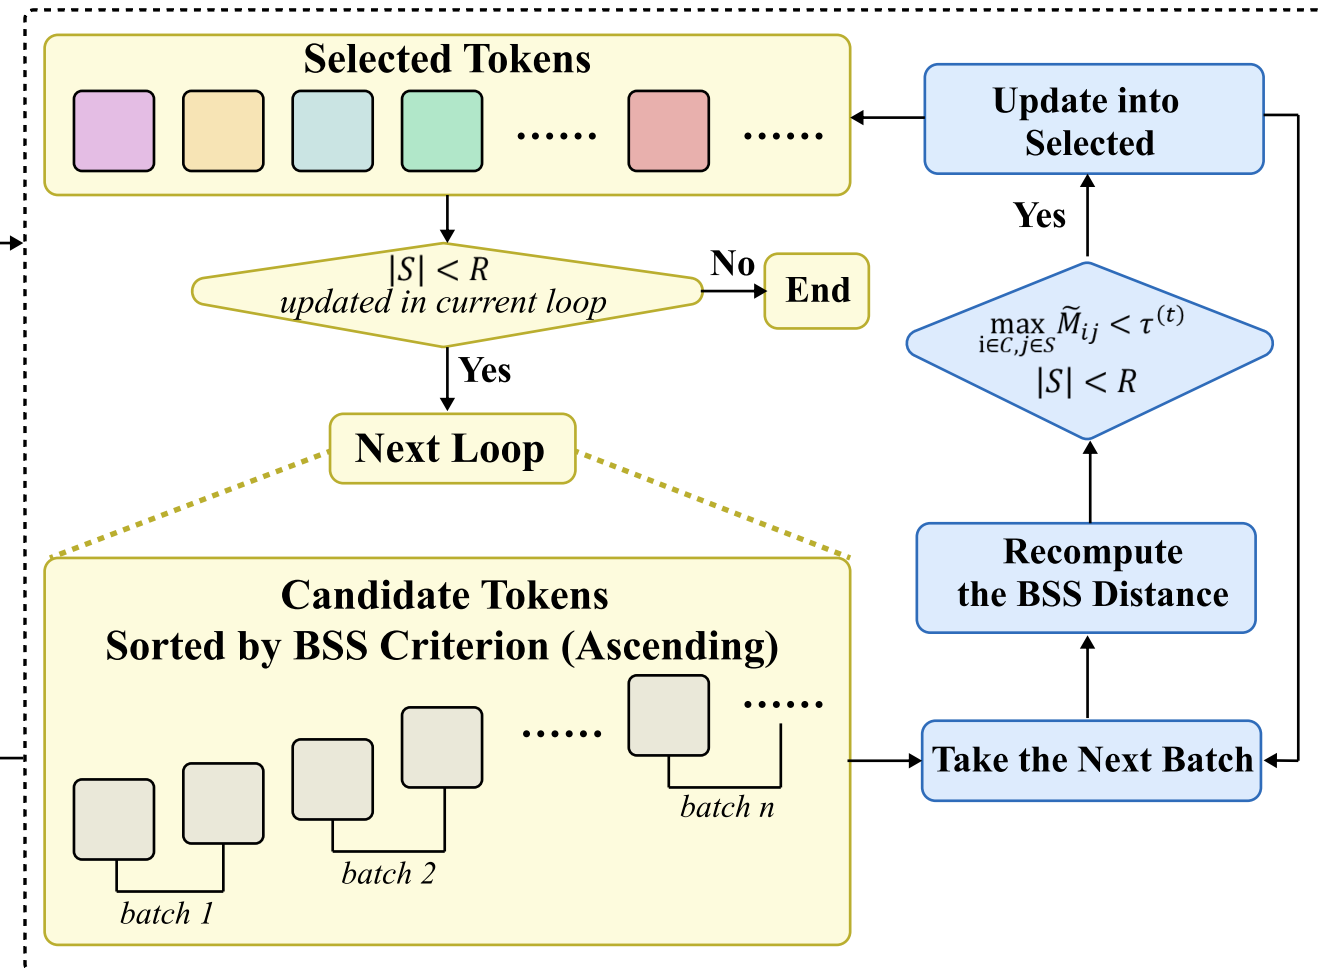 Selected Tokens
......
......
|S| < R
updated in current loop
No
End
Yes
Next Loop
Candidate Tokens
Sorted by BSS Criterion (Ascending)
......
......
batch 1
batch 2
batch n
Take the Next Batch
Recompute
the BSS Distance
max M̃ᵢⱼ < τ⁽ᵗ⁾
i∈C,j∈S
|S| < R
Yes
Update into
Selected